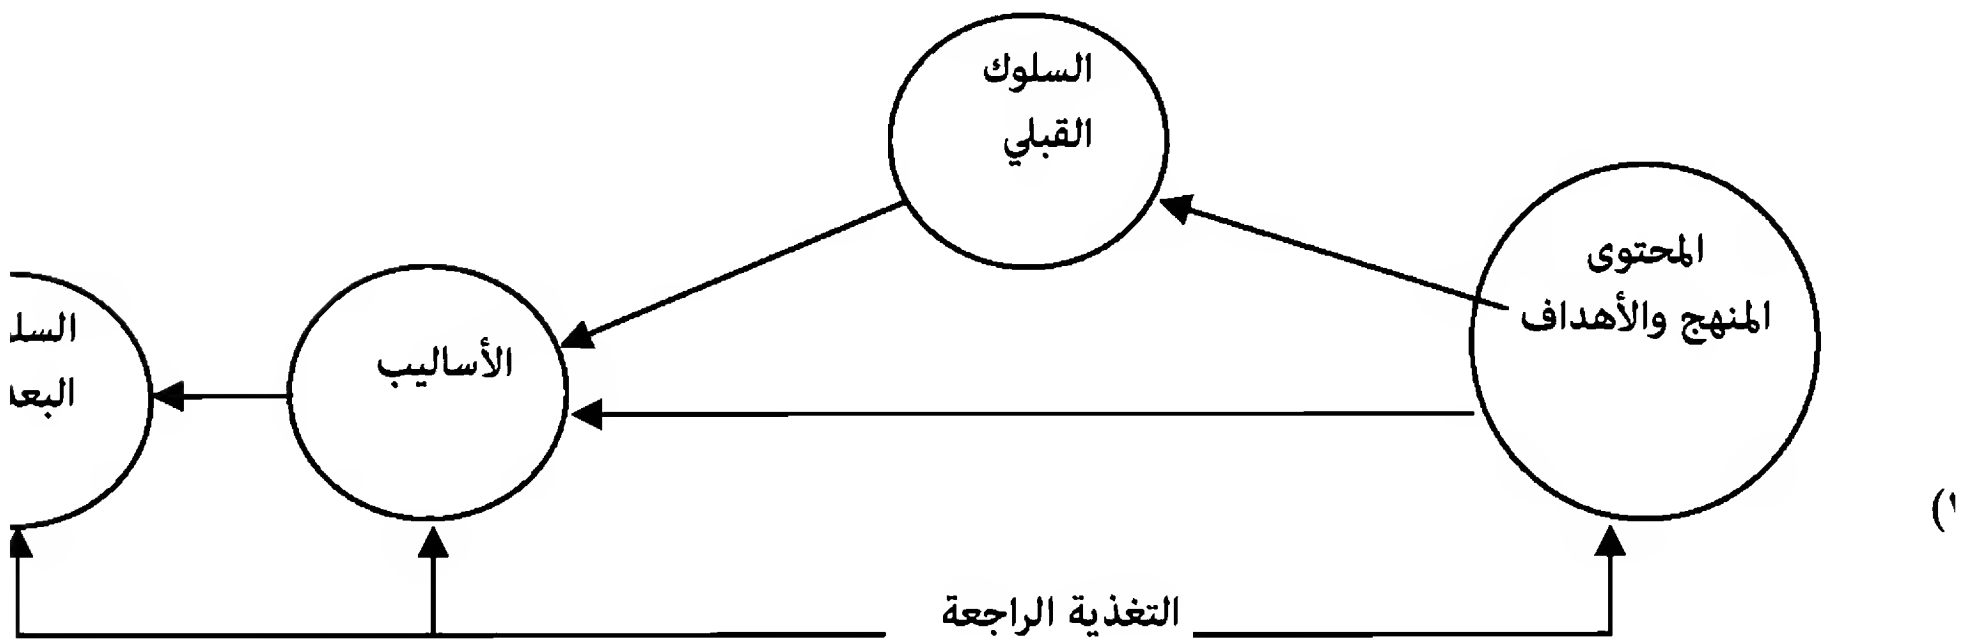 السلوك
القبلي
المحتوى
المنهج والأهداف
الأساليب
التغذية الراجعة